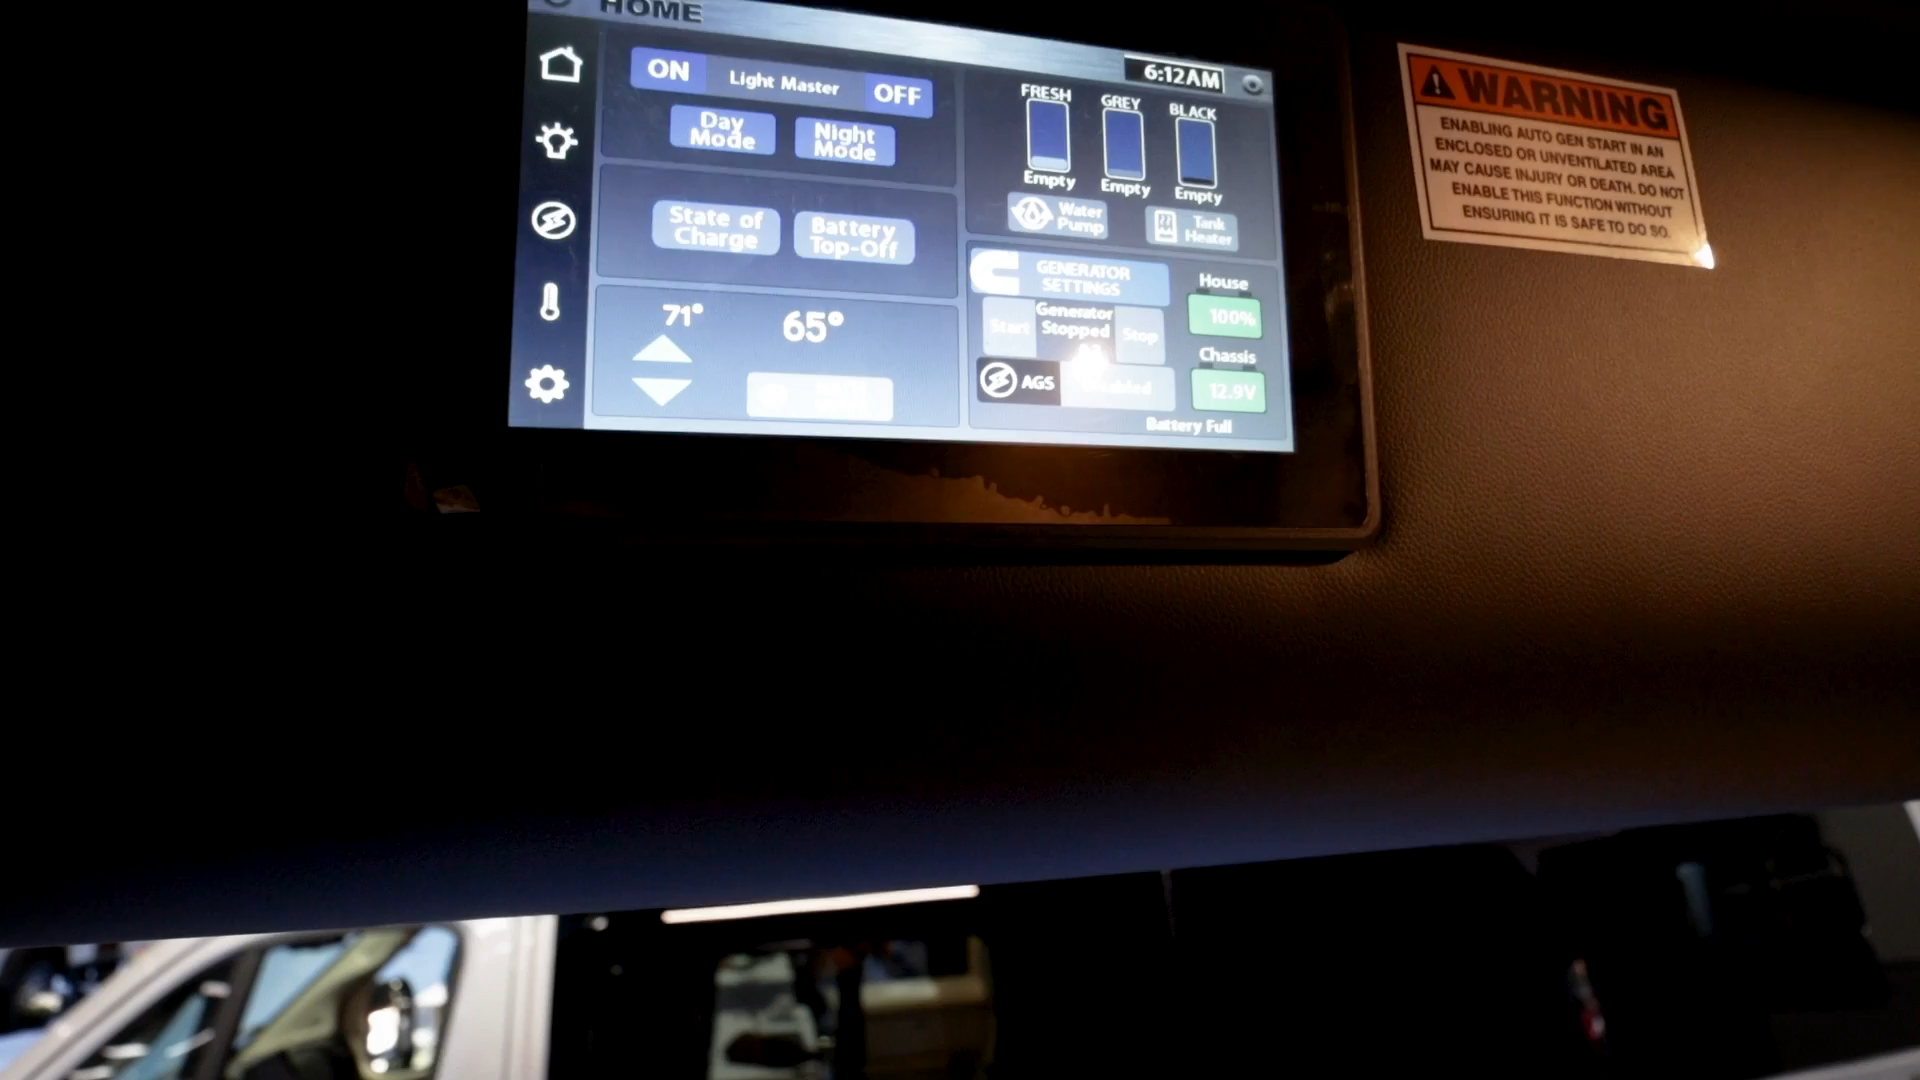 HOME
6:12AM
ON
Light Master
OFF
Day
Mode
Night
Mode
State of
Charge
Battery
Top-Off
71°
65°
FRESH
GREY
BLACK
Empty
Empty
Empty
Water
Pump
Tank
Heater
GENERATOR
SETTINGS
Start
Generator
Stopped
Stop
AGS
House
100%
Chassis
12.9V
Battery Full
WARNING
ENABLING AUTO GEN START IN AN
ENCLOSED OR UNVENTILATED AREA
MAY CAUSE INJURY OR DEATH. DO NOT
ENABLE THIS FUNCTION WITHOUT
ENSURING IT IS SAFE TO DO SO.